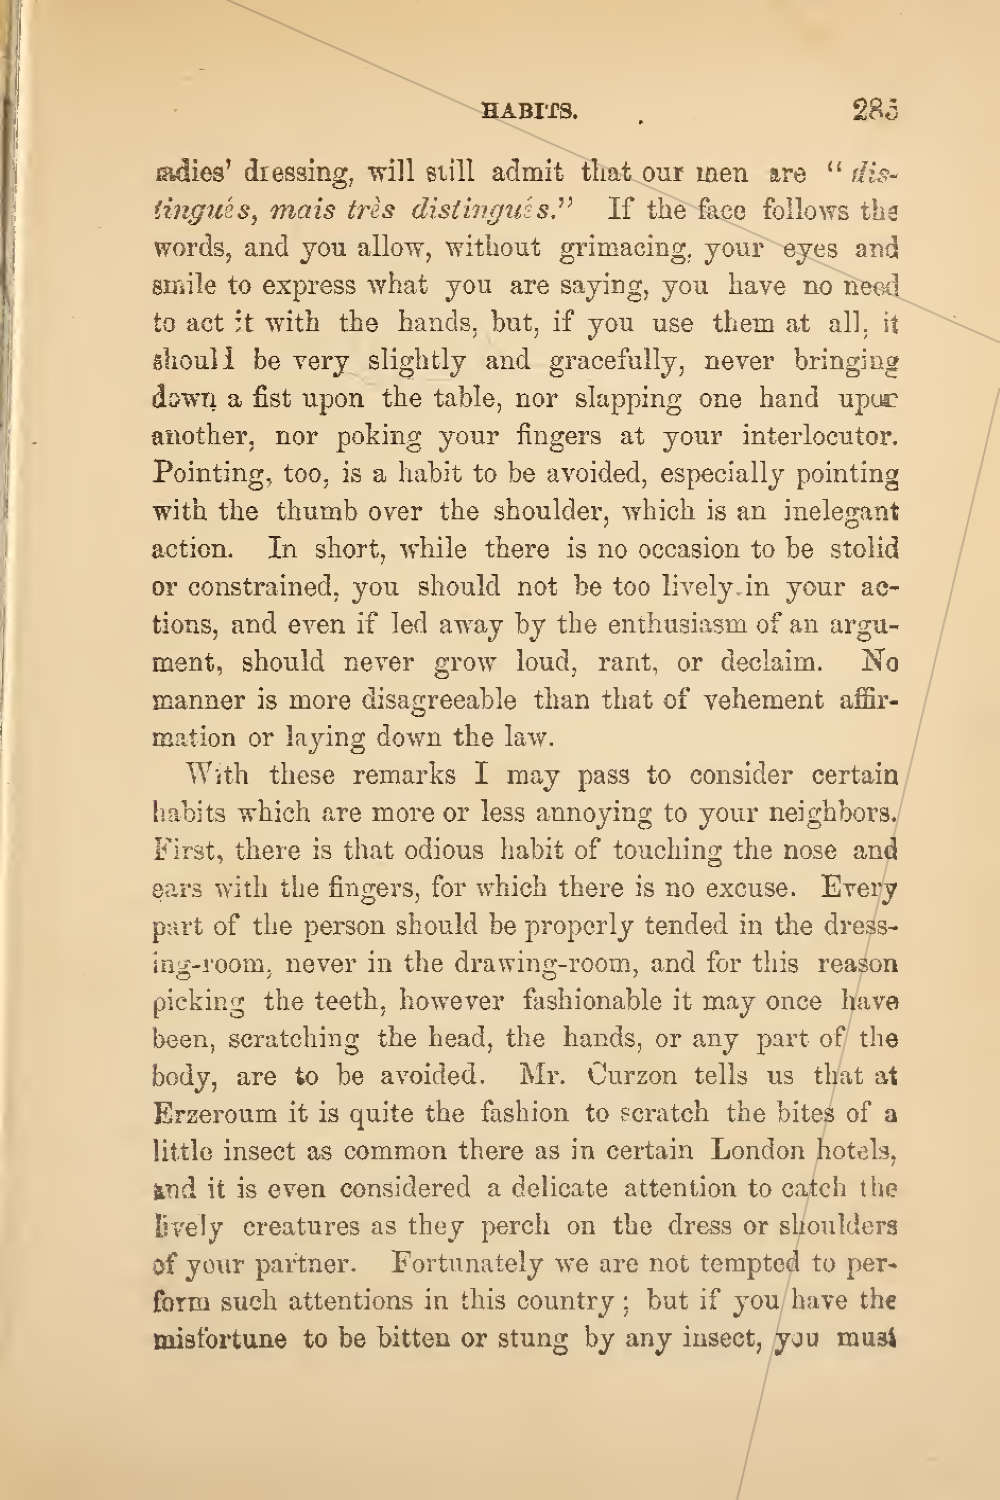 HABITS. 285
adies' dressing, will still admit that our men are "dis-
tingués, mais très distingués." If the face follows the
words, and you allow, without grimacing, your eyes and
smile to express what you are saying, you have no need
to act it with the hands, but, if you use them at all, it
should be very slightly and gracefully, never bringing
down a fist upon the table, nor slapping one hand upon
another, nor poking your fingers at your interlocutor.
Pointing, too, is a habit to be avoided, especially pointing
with the thumb over the shoulder, which is an inelegant
action. In short, while there is no occasion to be stolid
or constrained, you should not be too lively in your ac-
tions, and even if led away by the enthusiasm of an argu-
ment, should never grow loud, rant, or declaim. No
manner is more disagreeable than that of vehement affir-
mation or laying down the law.
With these remarks I may pass to consider certain
habits which are more or less annoying to your neighbors.
First, there is that odious habit of touching the nose and
ears with the fingers, for which there is no excuse. Every
part of the person should be properly tended in the dress-
ing-room, never in the drawing-room, and for this reason
picking the teeth, however fashionable it may once have
been, scratching the head, the hands, or any part of the
body, are to be avoided. Mr. Curzon tells us that at
Erzeroum it is quite the fashion to scratch the bites of a
little insect as common there as in certain London hotels,
and it is even considered a delicate attention to catch the
lively creatures as they perch on the dress or shoulders
of your partner. Fortunately we are not tempted to per-
form such attentions in this country; but if you have the
misfortune to be bitten or stung by any insect, you must